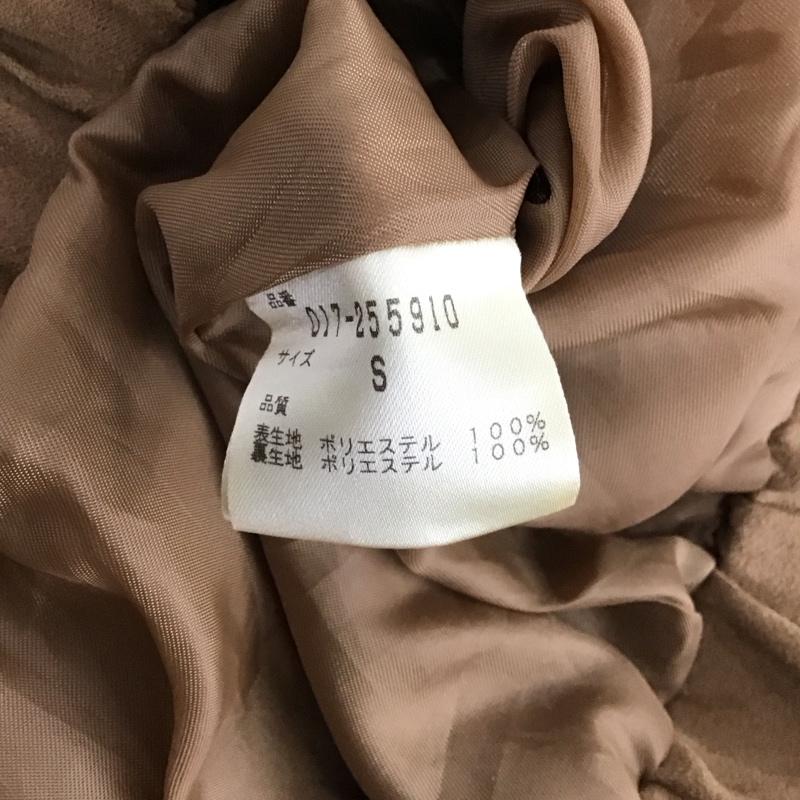 品番
D17-255910
サイズ
S
品質
表生地 ポリエステル 100%
裏生地 ポリエステル 100%